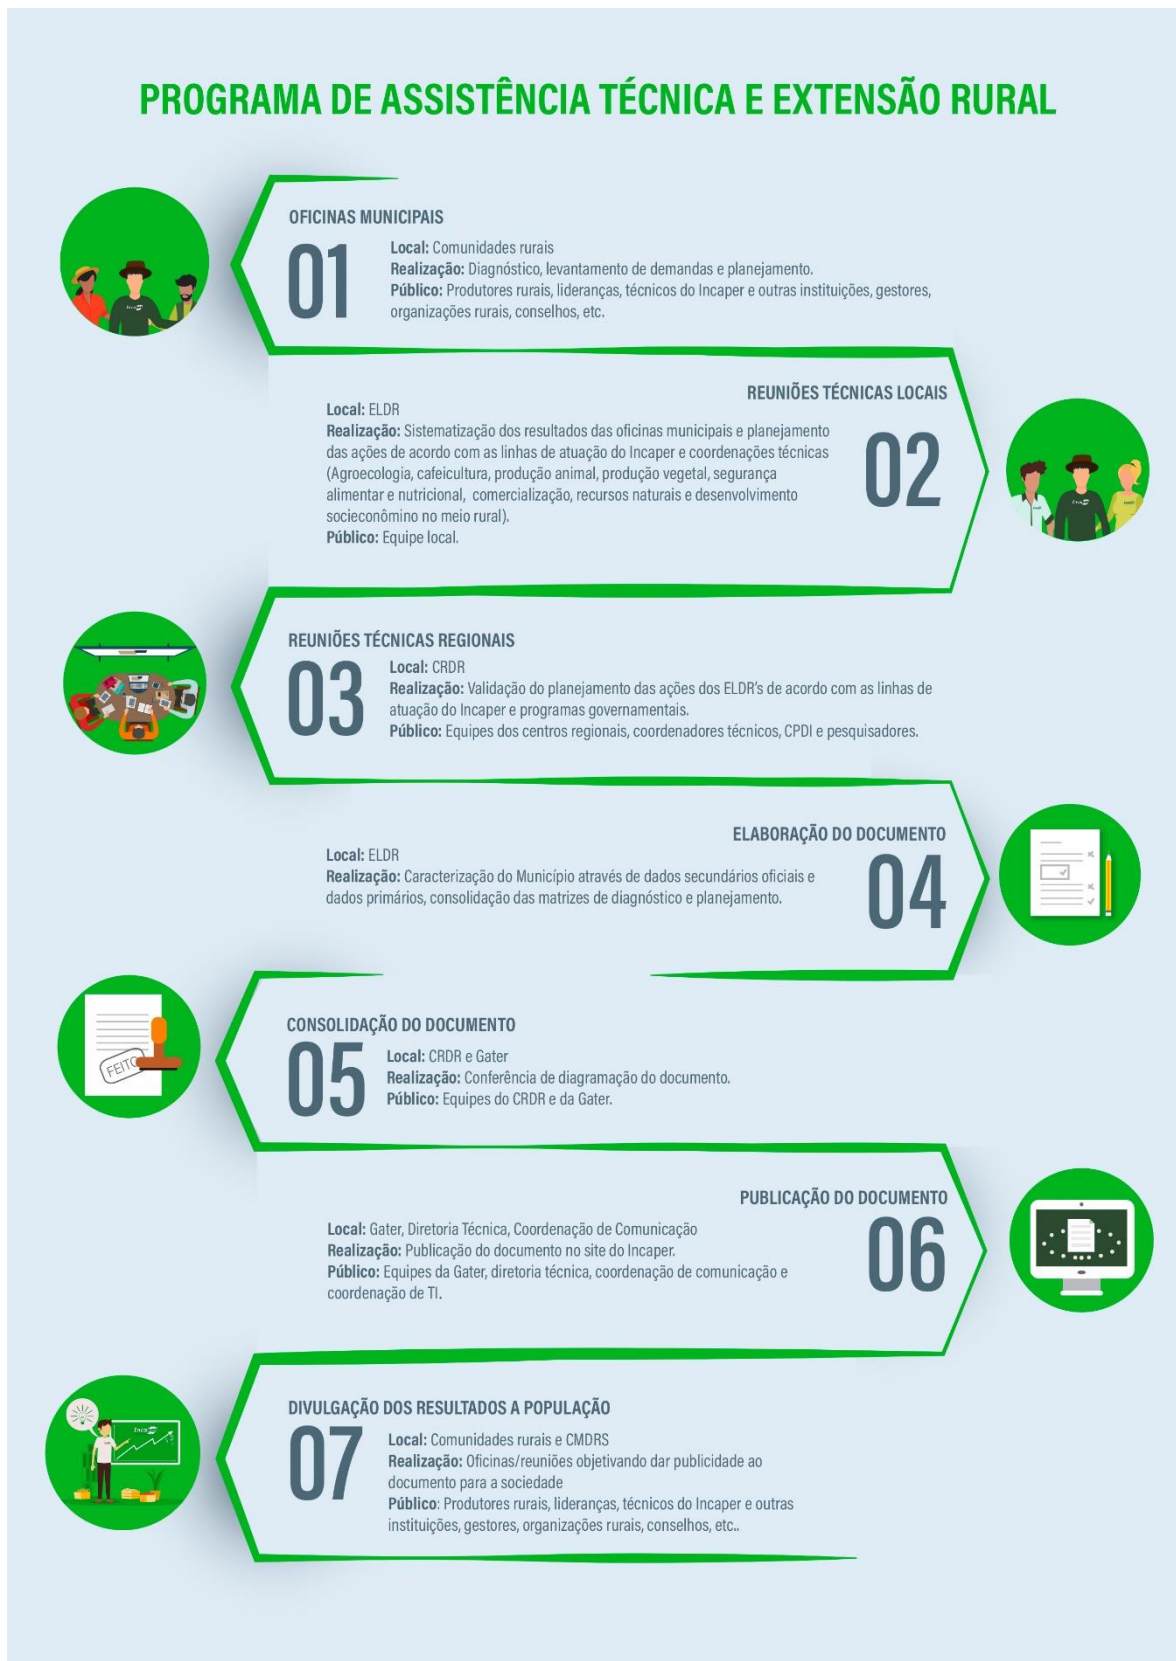 PROGRAMA DE ASSISTÊNCIA TÉCNICA E EXTENSÃO RURAL
OFICINAS MUNICIPAIS
01
Local: Comunidades rurais
Realização: Diagnóstico, levantamento de demandas e planejamento.
Público: Produtores rurais, lideranças, técnicos do Incaper e outras instituições, gestores,
organizações rurais, conselhos, etc.
REUNIÕES TÉCNICAS LOCAIS
02
Local: ELDR
Realização: Sistematização dos resultados das oficinas municipais e planejamento
das ações de acordo com as linhas de atuação do Incaper e coordenações técnicas
(Agroecologia, cafeicultura, produção animal, produção vegetal, segurança
alimentar e nutricional, comercialização, recursos naturais e desenvolvimento
socieconômino no meio rural).
Público: Equipe local.
REUNIÕES TÉCNICAS REGIONAIS
03
Local: CRDR
Realização: Validação do planejamento das ações dos ELDR's de acordo com as linhas de
atuação do Incaper e programas governamentais.
Público: Equipes dos centros regionais, coordenadores técnicos, CPDI e pesquisadores.
ELABORAÇÃO DO DOCUMENTO
04
Local: ELDR
Realização: Caracterização do Município através de dados secundários oficiais e
dados primários, consolidação das matrizes de diagnóstico e planejamento.
FEITO
CONSOLIDAÇÃO DO DOCUMENTO
05
Local: CRDR e Gater
Realização: Conferência de diagramação do documento.
Público: Equipes do CRDR e da Gater.
PUBLICAÇÃO DO DOCUMENTO
06
Local: Gater, Diretoria Técnica, Coordenação de Comunicação
Realização: Publicação do documento no site do Incaper.
Público: Equipes da Gater, diretoria técnica, coordenação de comunicação e
coordenação de TI.
DIVULGAÇÃO DOS RESULTADOS A POPULAÇÃO
07
Local: Comunidades rurais e CMDRS
Realização: Oficinas/reuniões objetivando dar publicidade ao
documento para a sociedade
Público: Produtores rurais, lideranças, técnicos do Incaper e outras
instituições, gestores, organizações rurais, conselhos, etc..